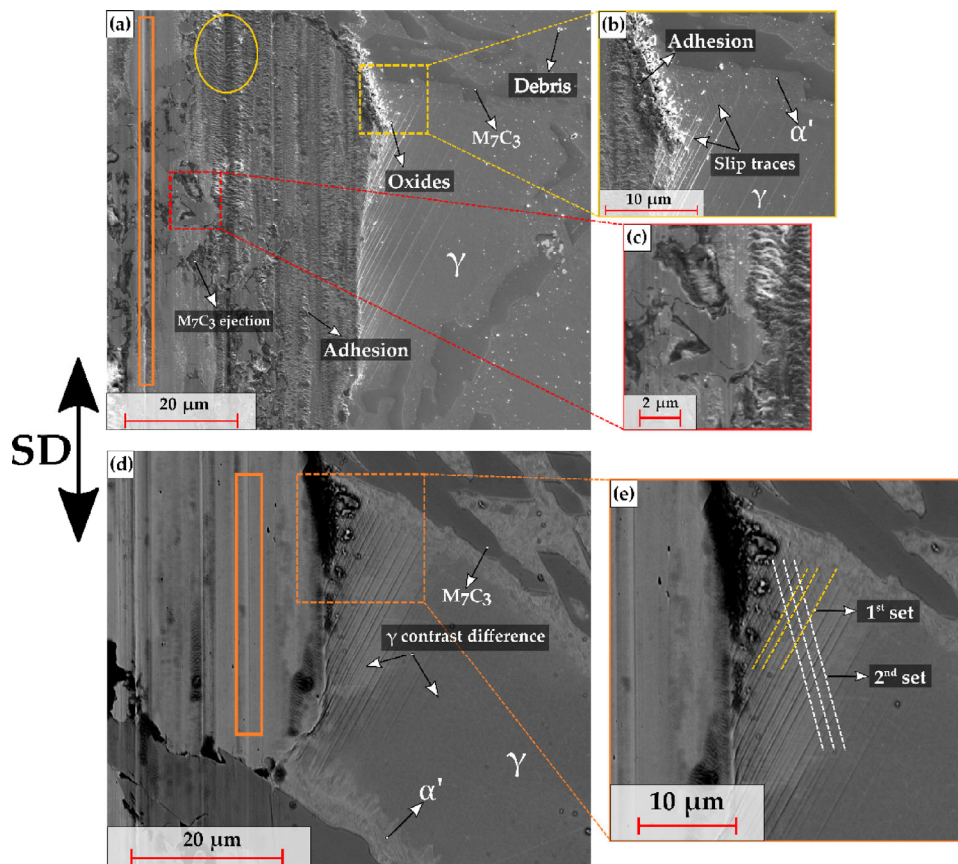 (a)
Debris
M₇C₃
Oxides
γ
M₇C₃ ejection
Adhesion
20 μm
(b)
Adhesion
α'
Slip traces
γ
10 μm
(c)
2 μm
SD
(d)
M₇C₃
γ contrast difference
γ
α'
20 μm
(e)
1st set
2nd set
10 μm